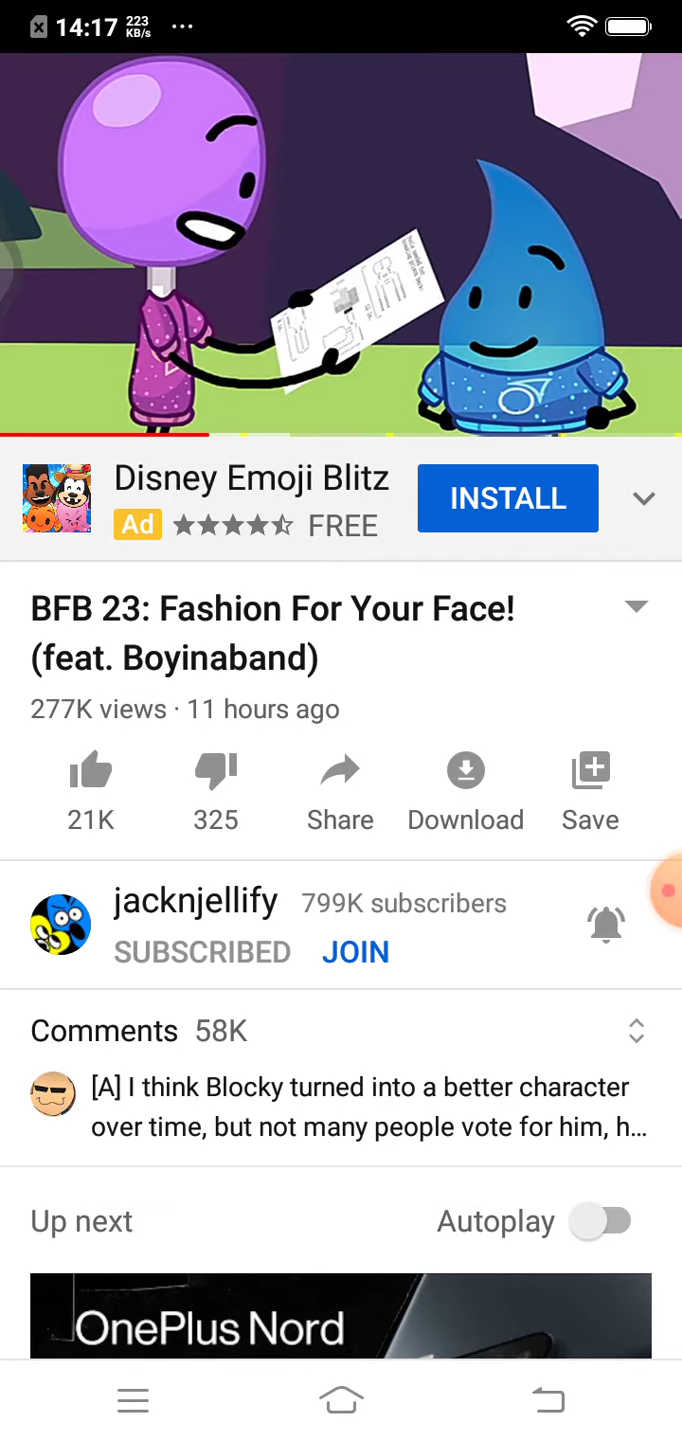 14:17 223 KB/s ...
Disney Emoji Blitz
Ad FREE
INSTALL
BFB 23: Fashion For Your Face!
(feat. Boyinaband)
277K views · 11 hours ago
21K 325 Share Download Save
jacknjellify 799K subscribers
SUBSCRIBED JOIN
Comments 58K
[A] I think Blocky turned into a better character
over time, but not many people vote for him, h...
Up next Autoplay
OnePlus Nord